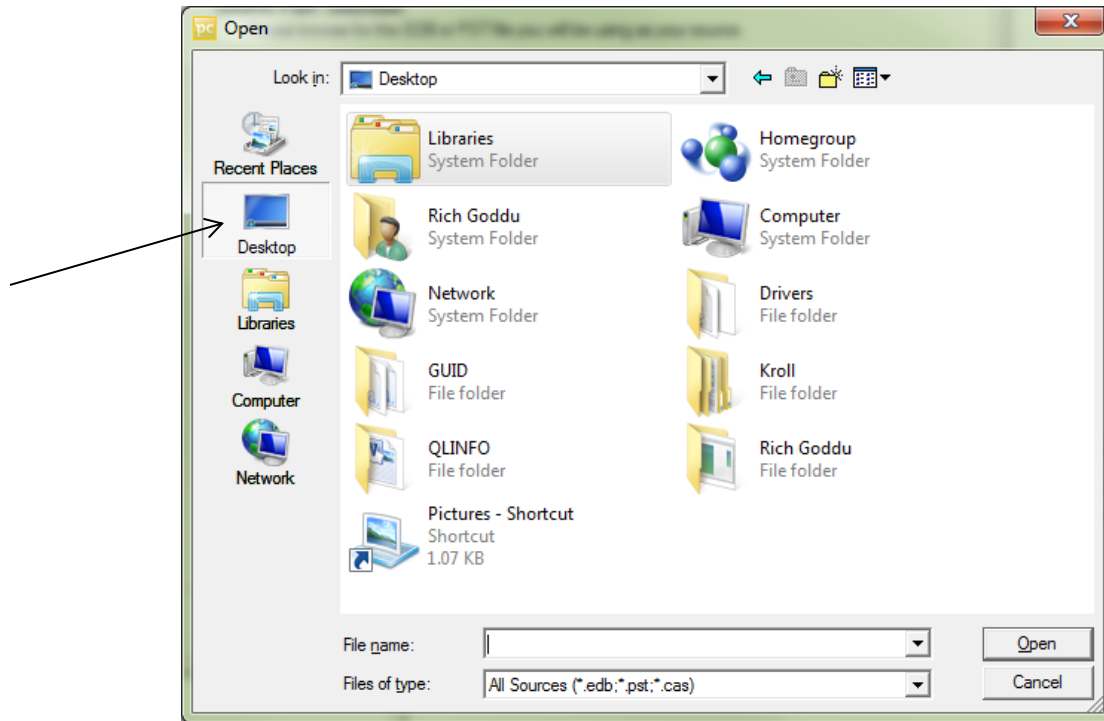 pc Open
Look in: Desktop
Recent Places
Desktop
Libraries
Computer
Network
Libraries
System Folder
Homegroup
System Folder
Rich Goddu
System Folder
Computer
System Folder
Network
System Folder
Drivers
File folder
GUID
File folder
Kroll
File folder
QLINFO
File folder
Rich Goddu
File folder
Pictures - Shortcut
Shortcut
1.07 KB
File name:
Open
Files of type: All Sources (*.edb;*.pst;*.cas)
Cancel